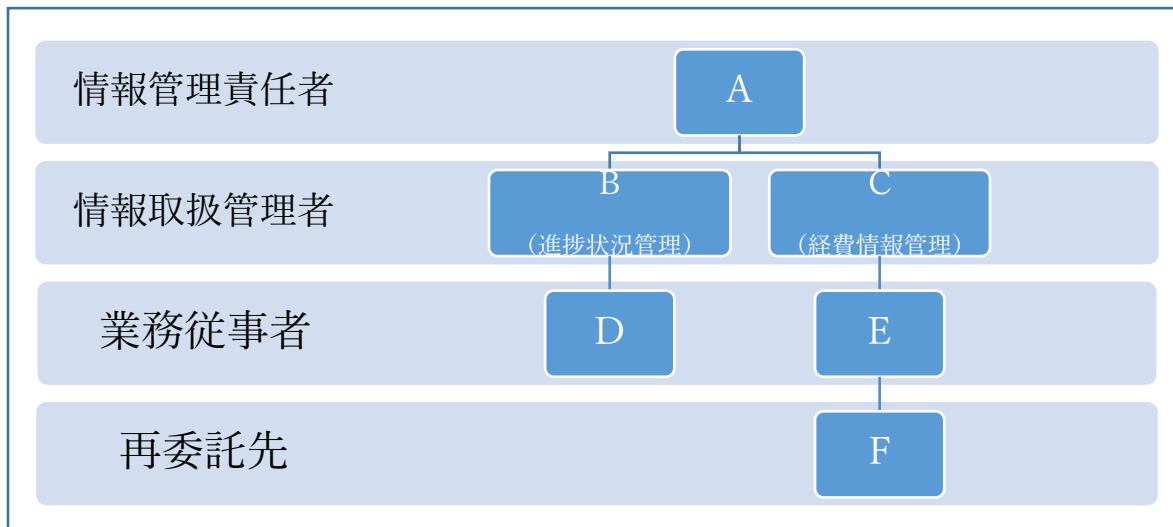 情報管理責任者
A
情報取扱管理者
B
（進捗状況管理）
C
（経費情報管理）
業務従事者
D
E
再委託先
F